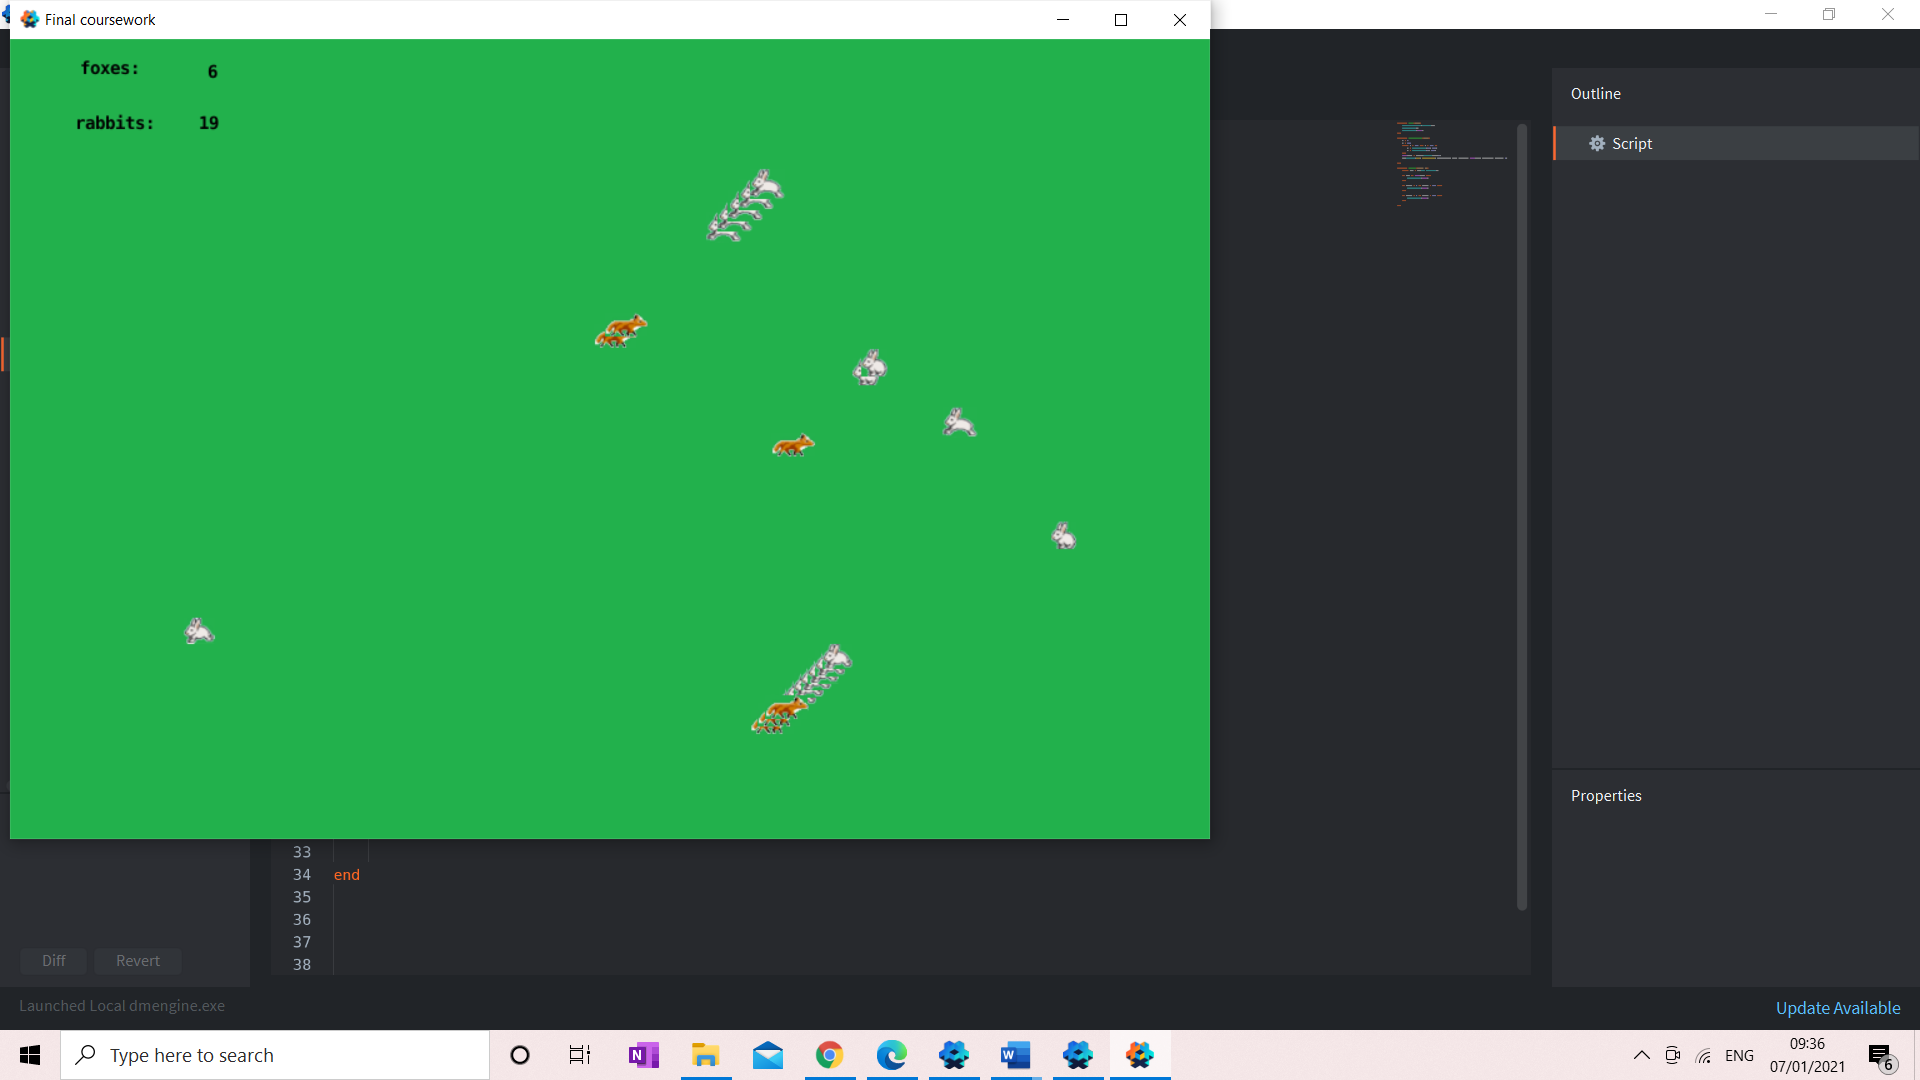 Final coursework
foxes: 6
rabbits: 19
Outline
Script
Properties
33
34 end
35
36
37
38
Diff Revert
Launched Local dmengine.exe
Update Available
Type here to search
N
W
ENG
09:36
07/01/2021
6